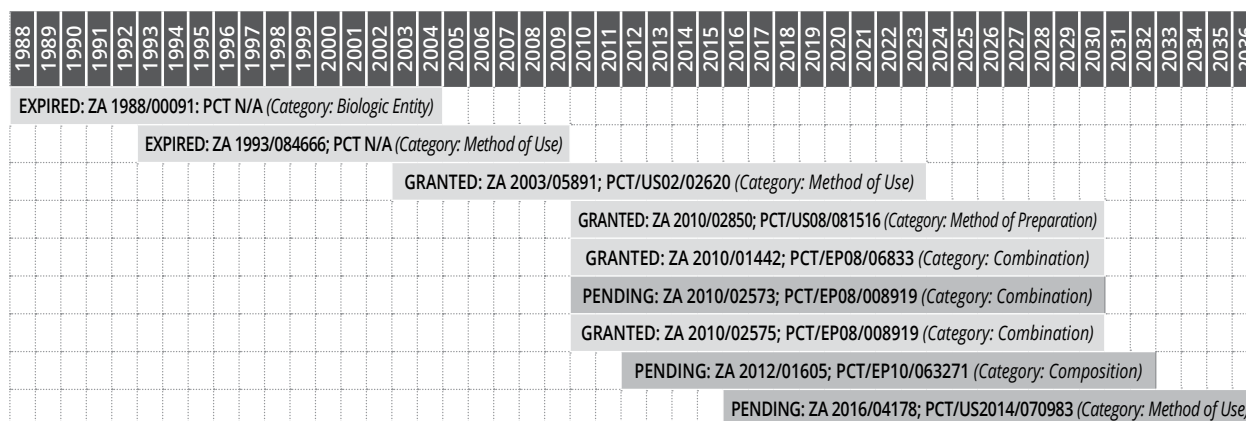 1988 1989 1990 1991 1992 1993 1994 1995 1996 1997 1998 1999 2000 2001 2002 2003 2004 2005 2006 2007 2008 2009 2010 2011 2012 2013 2014 2015 2016 2017 2018 2019 2020 2021 2022 2023 2024 2025 2026 2027 2028 2029 2030 2031 2032 2033 2034 2035 2036
EXPIRED: ZA 1988/00091: PCT N/A (Category: Biologic Entity)
EXPIRED: ZA 1993/084666; PCT N/A (Category: Method of Use)
GRANTED: ZA 2003/05891; PCT/US02/02620 (Category: Method of Use)
GRANTED: ZA 2010/02850; PCT/US08/081516 (Category: Method of Preparation)
GRANTED: ZA 2010/01442; PCT/EP08/06833 (Category: Combination)
PENDING: ZA 2010/02573; PCT/EP08/008919 (Category: Combination)
GRANTED: ZA 2010/02575; PCT/EP08/008919 (Category: Combination)
PENDING: ZA 2012/01605; PCT/EP10/063271 (Category: Composition)
PENDING: ZA 2016/04178; PCT/US2014/070983 (Category: Method of Use)